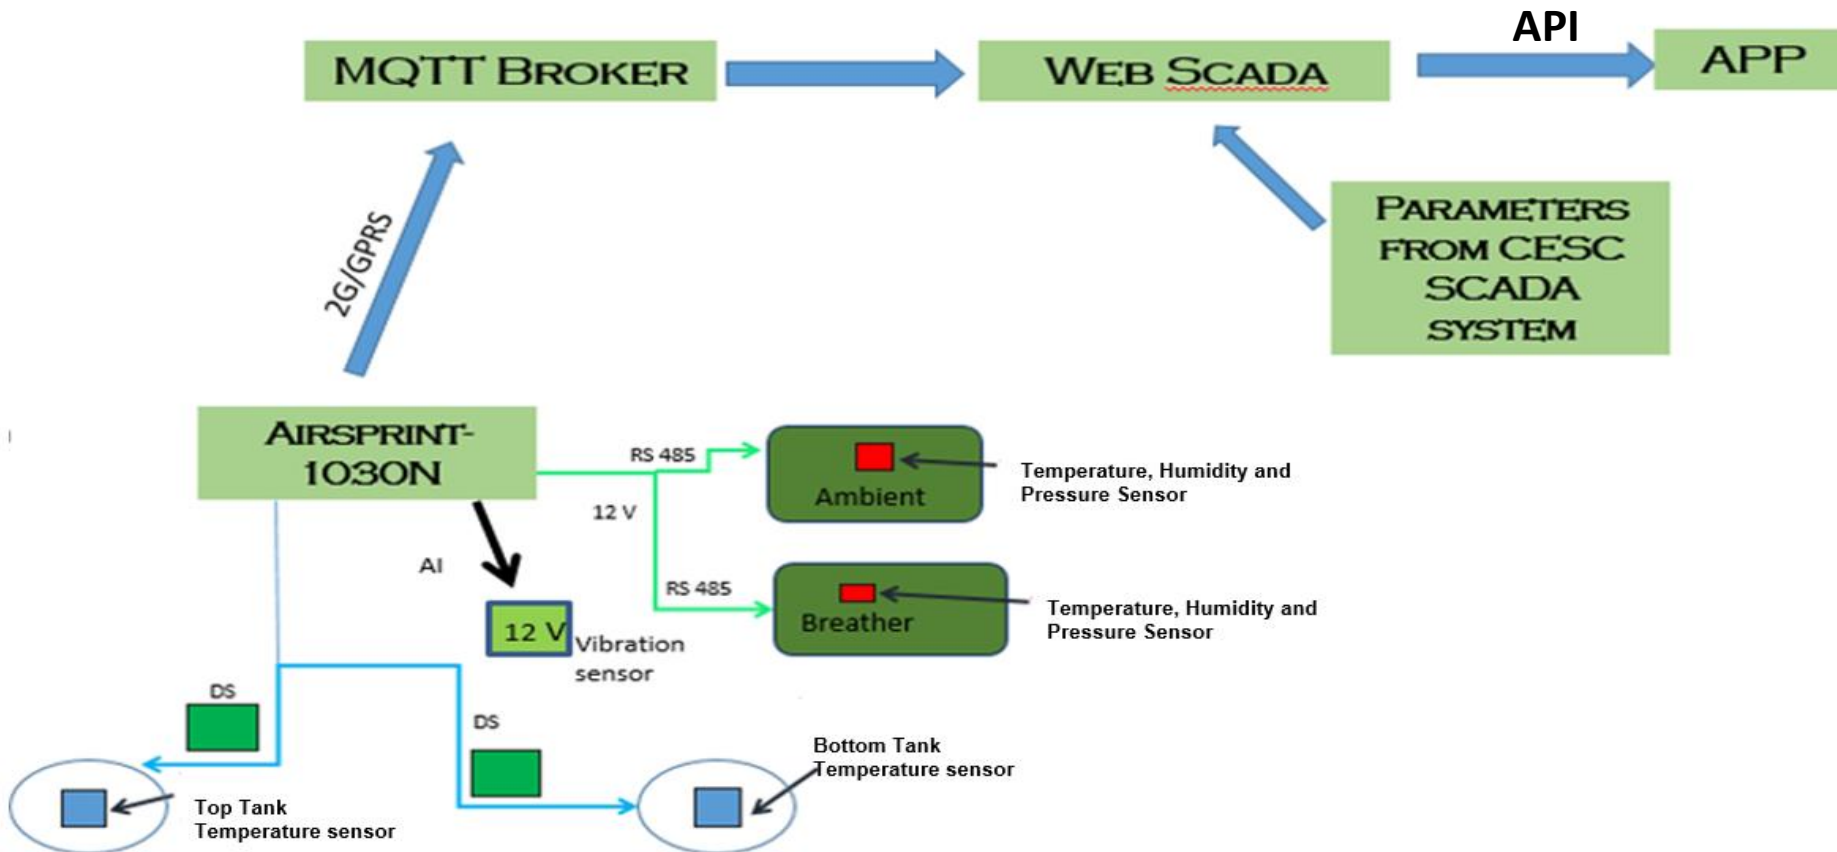 API
MQTT BROKER
WEB SCADA
APP
2G/GPRS
PARAMETERS
FROM CESC
SCADA
SYSTEM
AIRSPRINT-
1030N
RS 485
Ambient
Temperature, Humidity and
Pressure Sensor
12 V
AI
RS 485
Breather
Temperature, Humidity and
Pressure Sensor
12 V
Vibration
sensor
DS
DS
Bottom Tank
Temperature sensor
Top Tank
Temperature sensor